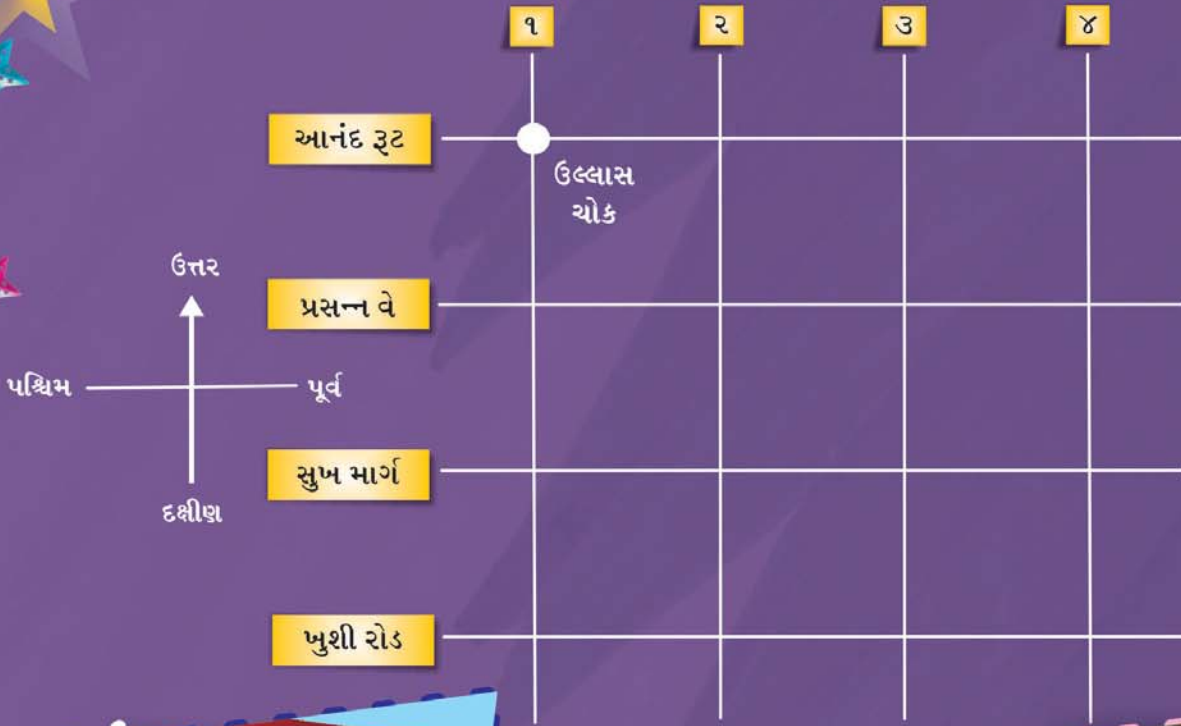 ૧ ૨ ૩ ૪
આનંદ રૂટ
ઉલ્લાસ
ચોક
ઉત્તર
પ્રસન્ન વે
પશ્ચિમ
પૂર્વ
સુખ માર્ગ
દક્ષીણ
ખુશી રોડ